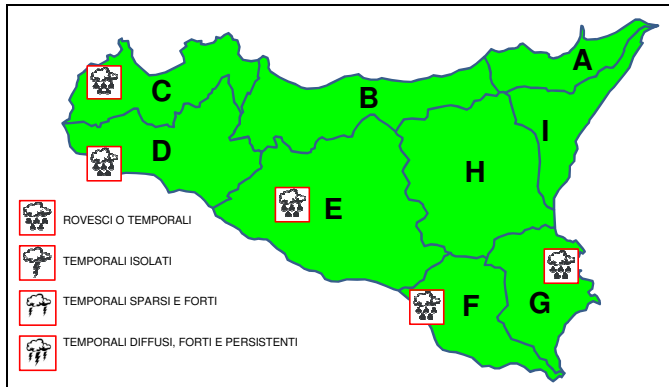 A
B
C
I
D
H
E
F
G
ROVESCI O TEMPORALI
TEMPORALI ISOLATI
TEMPORALI SPARSI E FORTI
TEMPORALI DIFFUSI, FORTI E PERSISTENTI